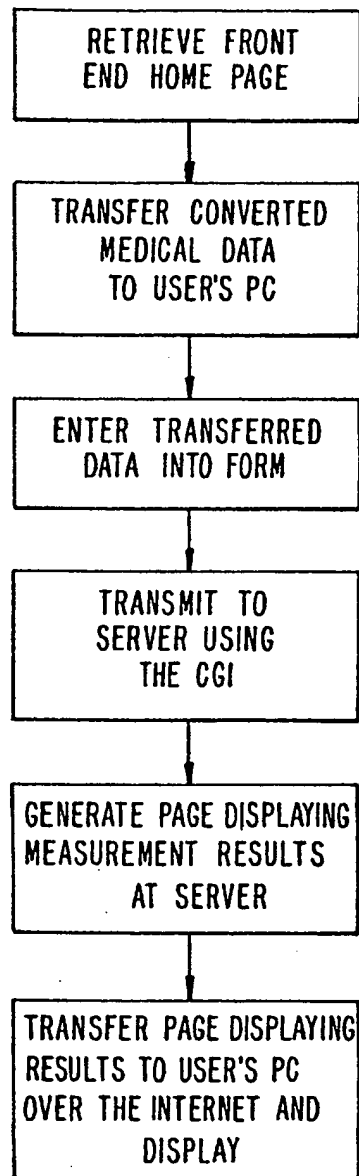 RETRIEVE FRONT
END HOME PAGE
TRANSFER CONVERTED
MEDICAL DATA
TO USER'S PC
ENTER TRANSFERRED
DATA INTO FORM
TRANSMIT TO
SERVER USING
THE CGI
GENERATE PAGE DISPLAYING
MEASUREMENT RESULTS
AT SERVER
TRANSFER PAGE DISPLAYING
RESULTS TO USER'S PC
OVER THE INTERNET AND
DISPLAY